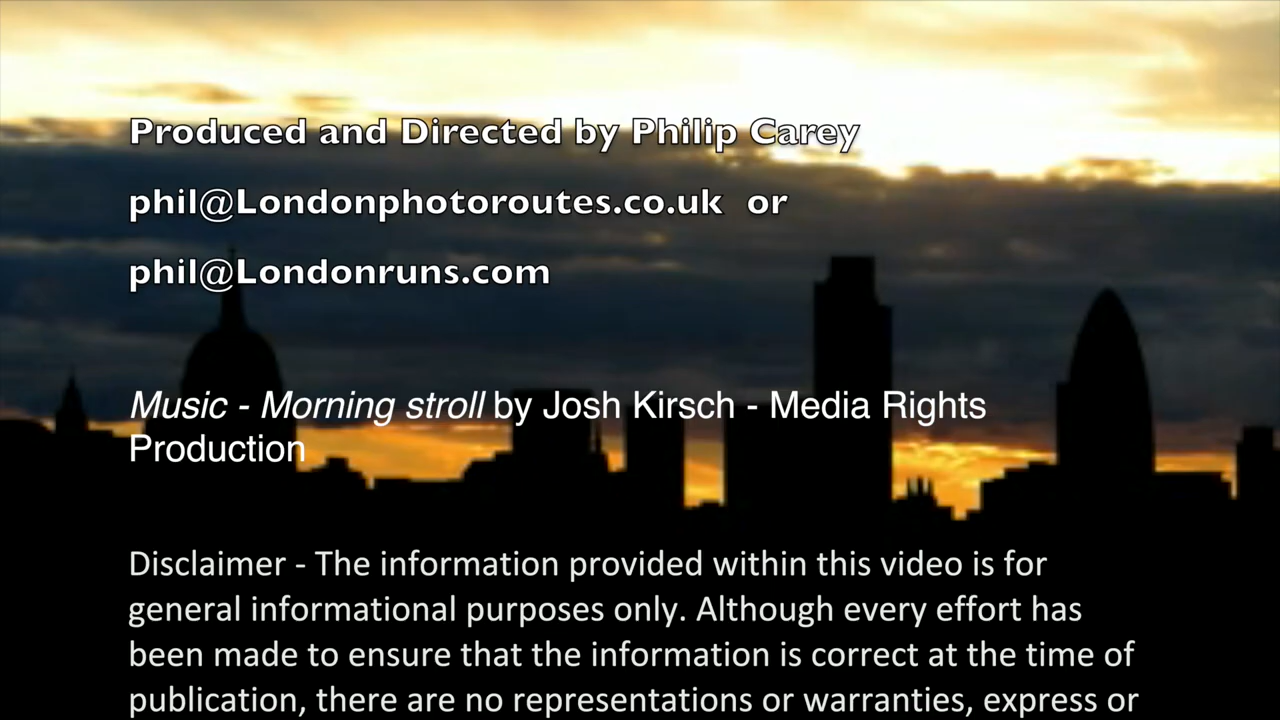 Produced and Directed by Philip Carey
phil@Londonphotoroutes.co.uk or
phil@Londonruns.com
Music - Morning stroll by Josh Kirsch - Media Rights
Production
Disclaimer - The information provided within this video is for
general informational purposes only. Although every effort has
been made to ensure that the information is correct at the time of
publication, there are no representations or warranties, express or